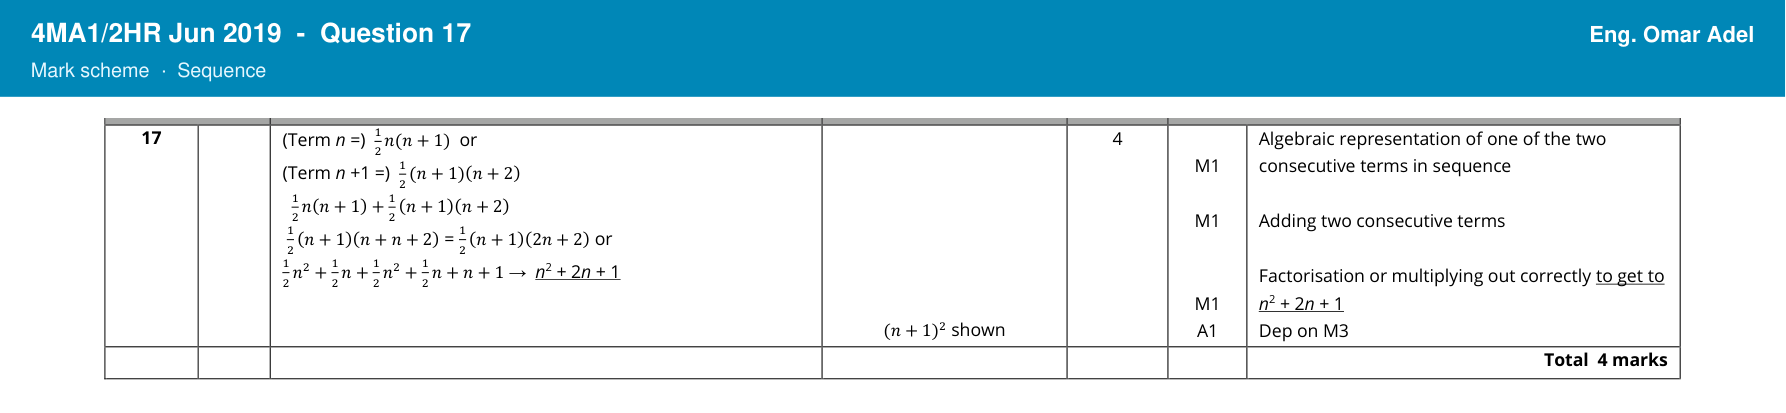 4MA1/2HR Jun 2019 - Question 17
Eng. Omar Adel
Mark scheme · Sequence
17
(Term n =) 1/2 n(n + 1) or
(Term n +1 =) 1/2 (n + 1)(n + 2)
1/2 n(n + 1) + 1/2 (n + 1)(n + 2)
1/2 (n + 1)(n + n + 2) = 1/2 (n + 1)(2n + 2) or
1/2 n² + 1/2 n + 1/2 n² + 1/2 n + n + 1 → n² + 2n + 1
(n + 1)² shown
4
M1
M1
M1
A1
Algebraic representation of one of the two
consecutive terms in sequence
Adding two consecutive terms
Factorisation or multiplying out correctly to get to
n² + 2n + 1
Dep on M3
Total 4 marks